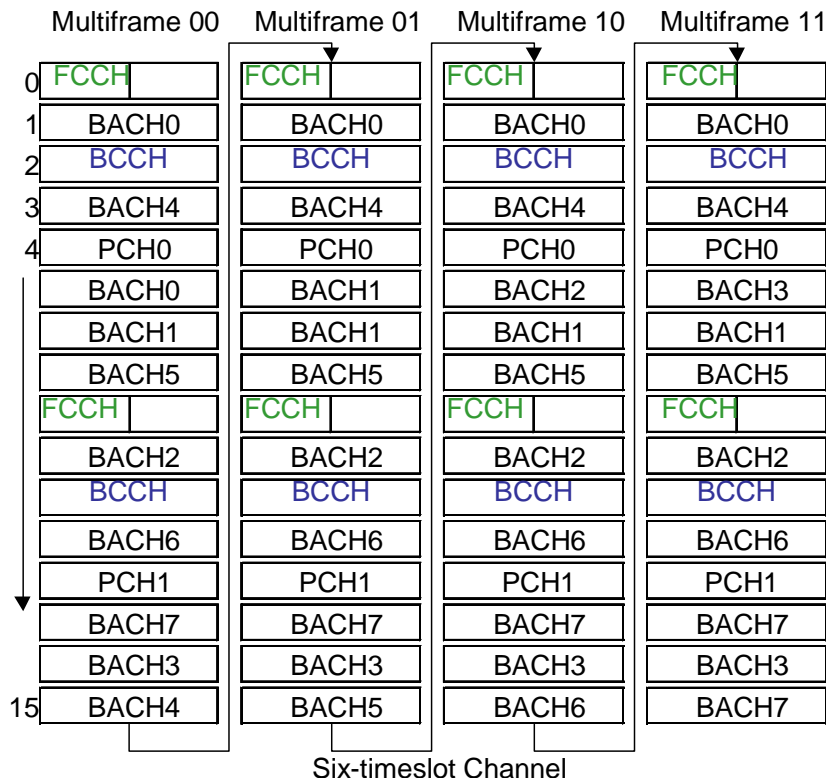 Multiframe 00 Multiframe 01 Multiframe 10 Multiframe 11
0 FCCH FCCH FCCH FCCH
1 BACH0 BACH0 BACH0 BACH0
2 BCCH BCCH BCCH BCCH
3 BACH4 BACH4 BACH4 BACH4
4 PCH0 PCH0 PCH0 PCH0
BACH0 BACH1 BACH2 BACH3
BACH1 BACH1 BACH1 BACH1
BACH5 BACH5 BACH5 BACH5
FCCH FCCH FCCH FCCH
BACH2 BACH2 BACH2 BACH2
BCCH BCCH BCCH BCCH
BACH6 BACH6 BACH6 BACH6
PCH1 PCH1 PCH1 PCH1
BACH7 BACH7 BACH7 BACH7
BACH3 BACH3 BACH3 BACH3
15 BACH4 BACH5 BACH6 BACH7
Six-timeslot Channel